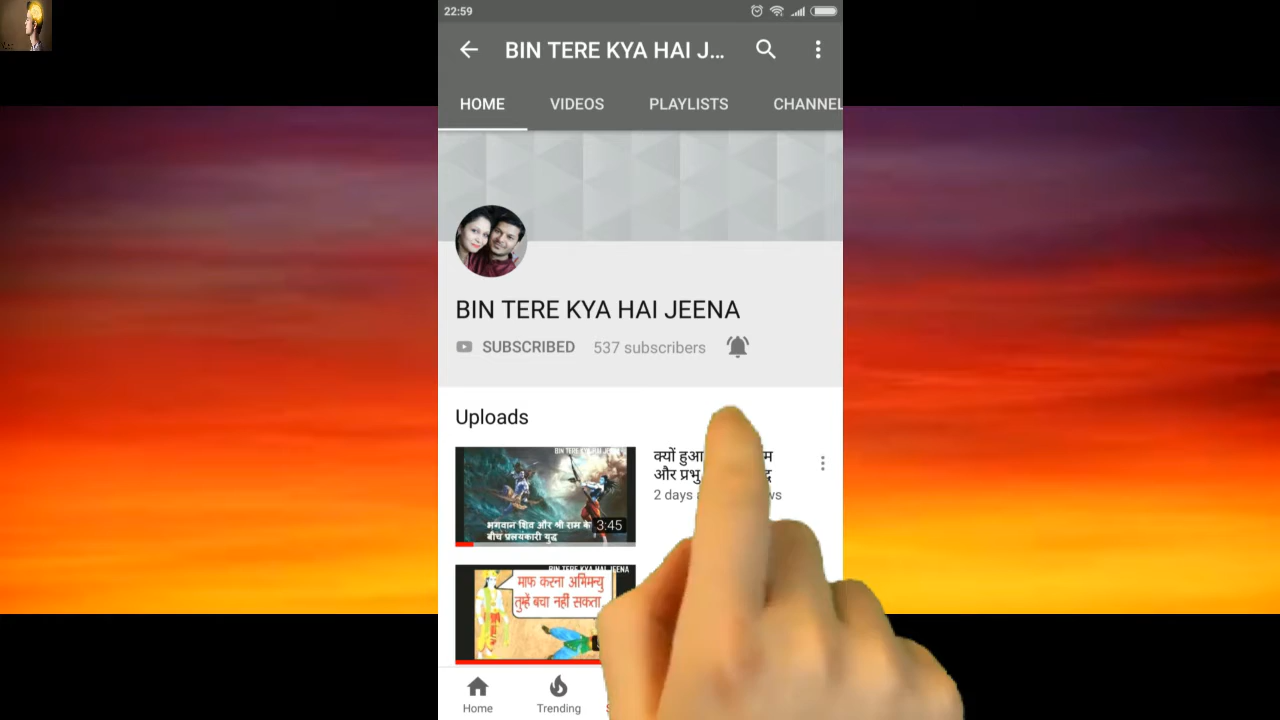 22:59
BIN TERE KYA HAI J...
HOME VIDEOS PLAYLISTS CHANNEL
BIN TERE KYA HAI JEENA
SUBSCRIBED 537 subscribers
Uploads
BIN TERE KYA HAI
भगवान शिव और श्री राम के
बीच प्रलयंकारी युद्ध
3:45
क्यों हुआ
और प्रभु
2 days
BIN TERE KYA HAI JEENA
माफ करना अभिमन्यु
तुम्हें बचा नहीं सकता
Home Trending